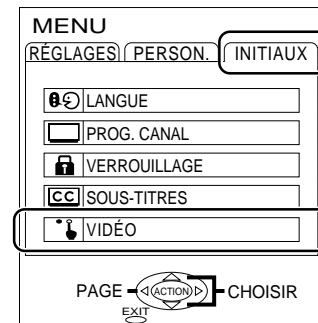 MENU
RÉGLAGES PERSON. INITIAUX
LANGUE
PROG. CANAL
VERROUILLAGE
CC SOUS-TITRES
VIDÉO
PAGE ACTION CHOISIR
EXIT